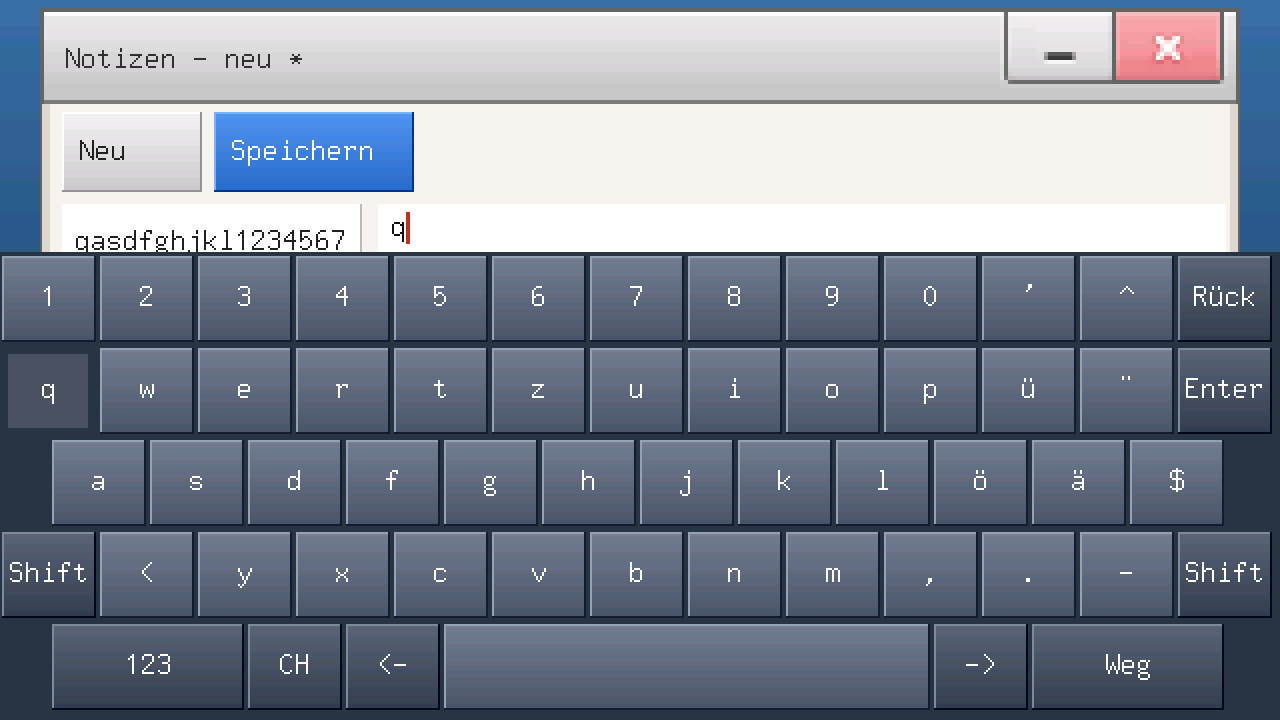 Notizen - neu *
Neu Speichern
qasdfghjkl1234567 q
1 2 3 4 5 6 7 8 9 0 ' ^ Rück
q w e r t z u i o p ü ¨ Enter
a s d f g h j k l ö ä $
Shift < y x c v b n m , . - Shift
123 CH <- -> Weg